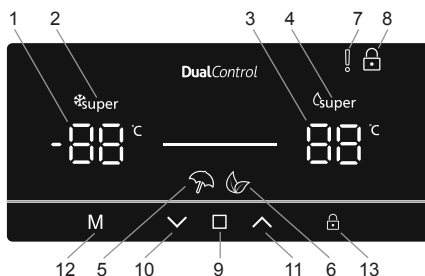 1 2 3 4 7 8
DualControl
super super
-88 °C 88 °C
M
12 5 10 9 11 6 13